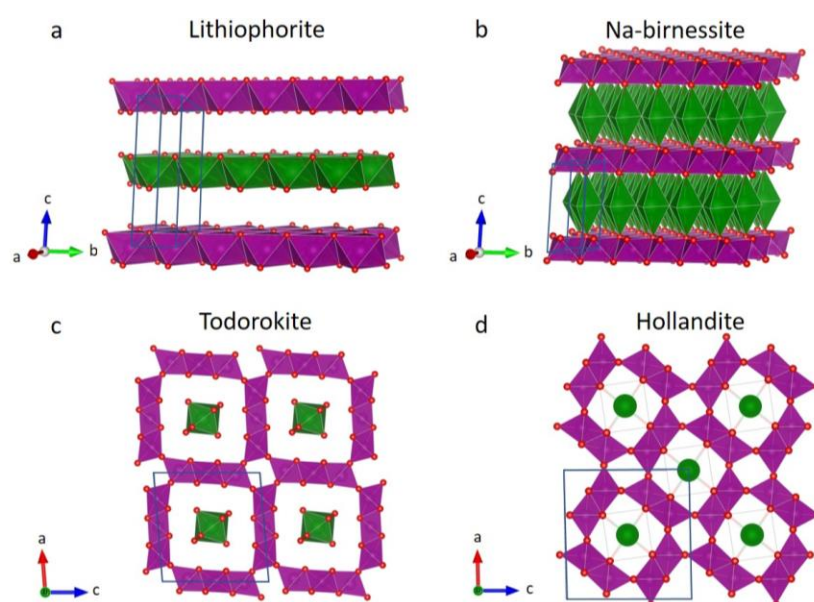 a Lithiophorite
b Na-birnessite
c
a b
c
a b
c Todorokite
d Hollandite
a
c
a
c